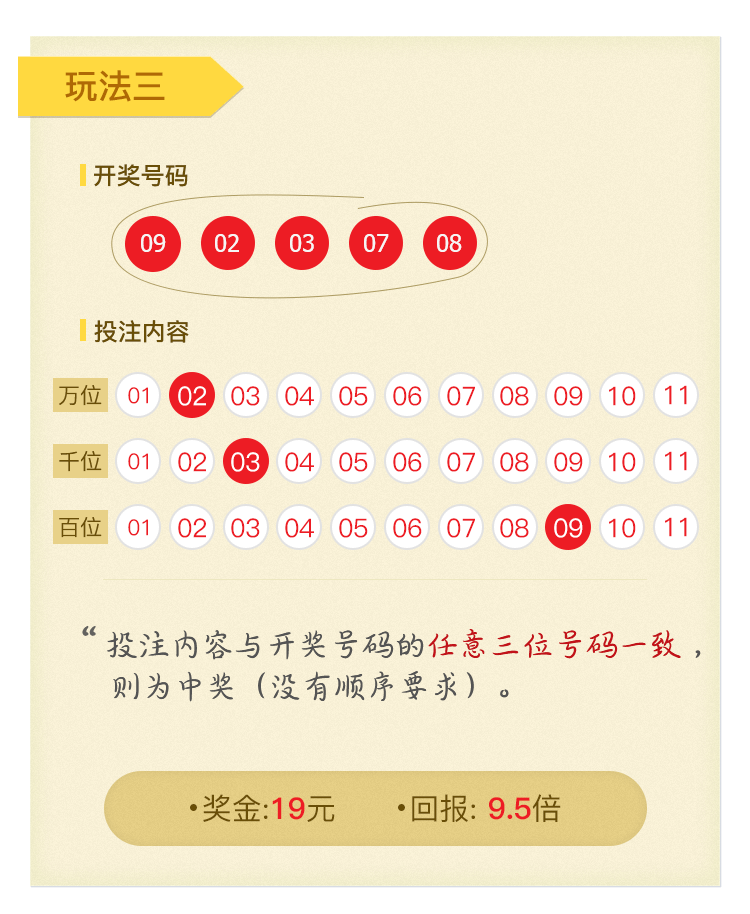 玩法三
开奖号码
09 02 03 07 08
投注内容
万位 01 02 03 04 05 06 07 08 09 10 11
千位 01 02 03 04 05 06 07 08 09 10 11
百位 01 02 03 04 05 06 07 08 09 10 11
“投注内容与开奖号码的任意三位号码一致，
则为中奖（没有顺序要求）。
•奖金:19元 •回报: 9.5倍